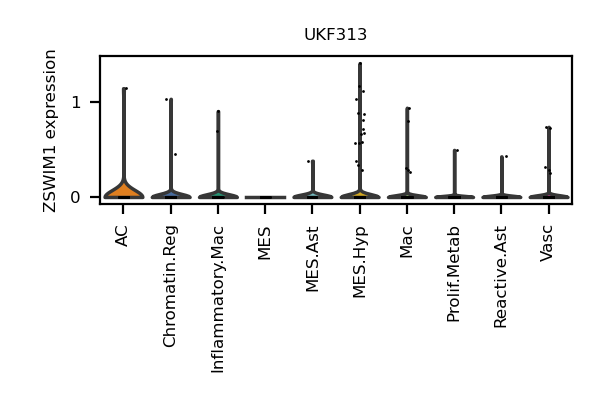 UKF313
ZSWIM1 expression
1
0
AC
Chromatin.Reg
Inflammatory.Mac
MES
MES.Ast
MES.Hyp
Mac
Prolif.Metab
Reactive.Ast
Vasc